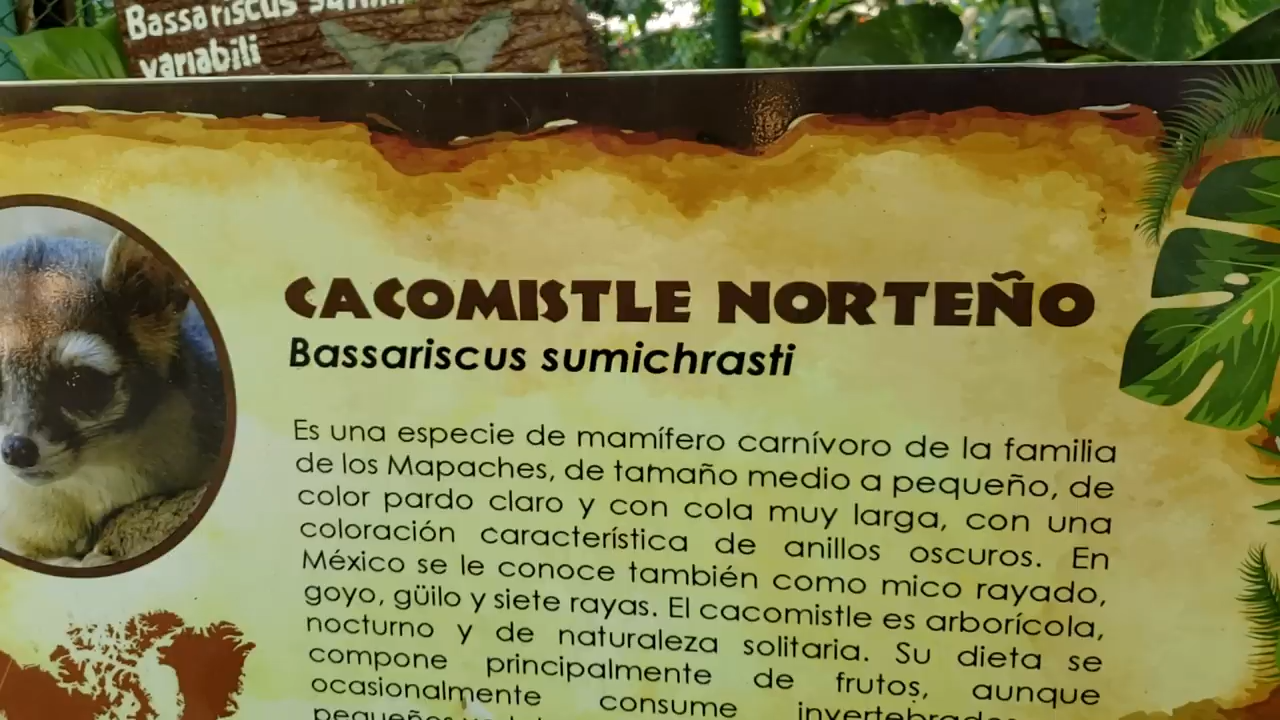 Bassariscus
variabili
CACOMISTLE NORTEÑO
Bassariscus sumichrasti
Es una especie de mamífero carnívoro de la familia
de los Mapaches, de tamaño medio a pequeño, de
color pardo claro y con cola muy larga, con una
coloración característica de anillos oscuros. En
México se le conoce también como mico rayado,
goyo, güilo y siete rayas. El cacomistle es arborícola,
nocturno y de naturaleza solitaria. Su dieta se
compone principalmente de frutos, aunque
ocasionalmente consume
pequeños